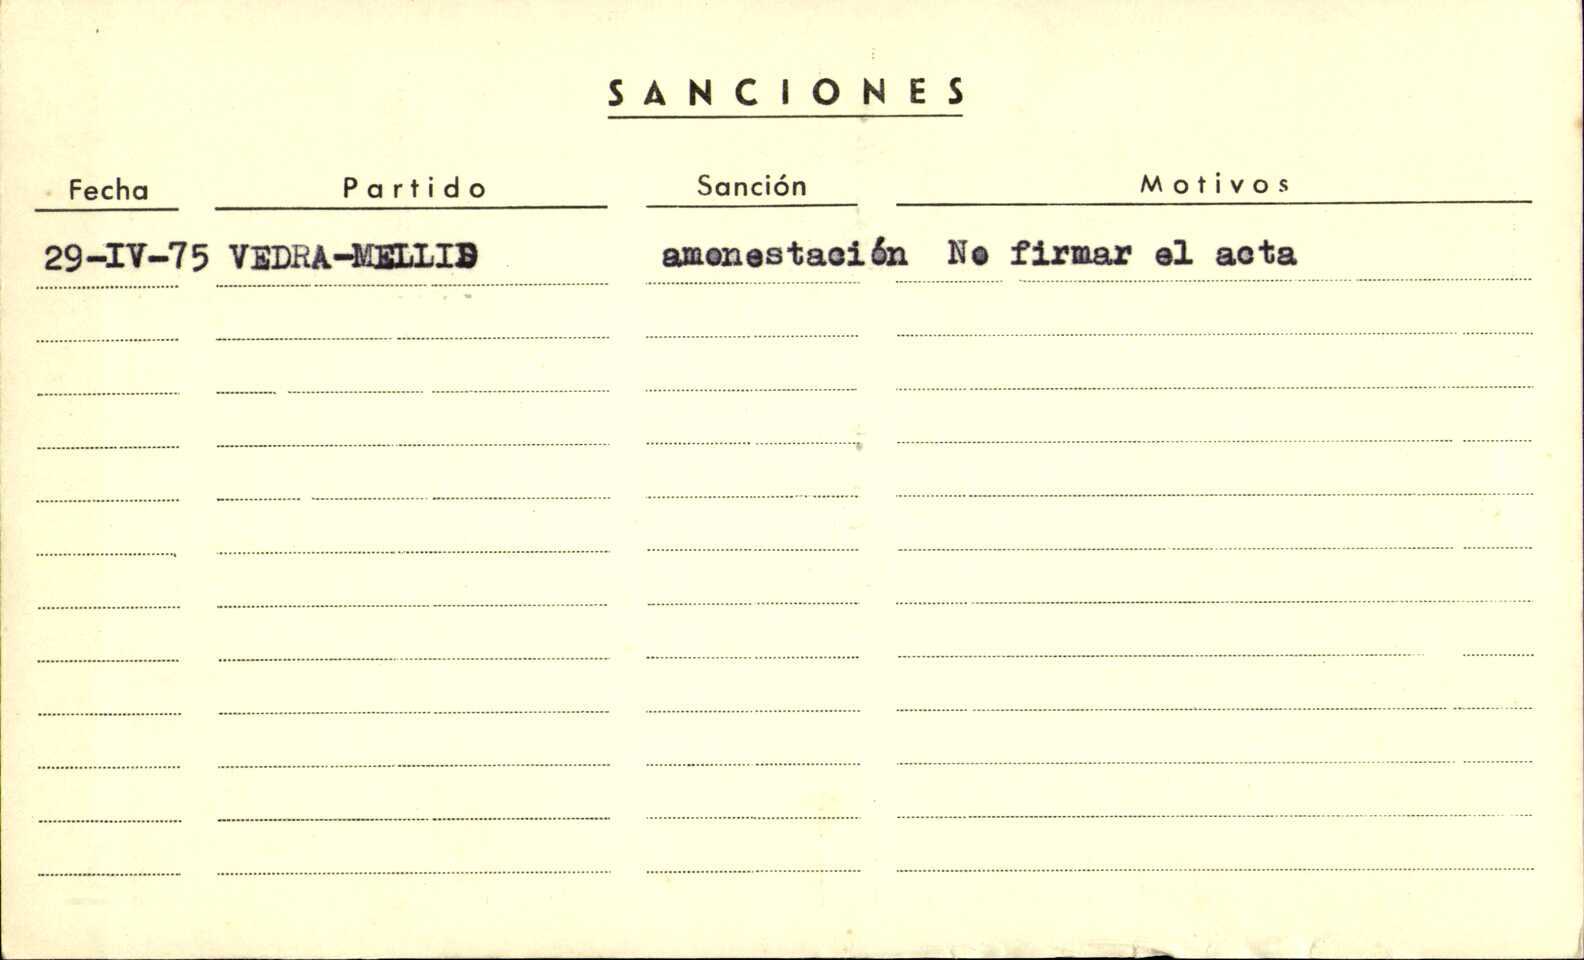 SANCIONES
Fecha Partido Sanción Motivos
29-IV-75 VEDRA-MELLID amonestación No firmar el acta